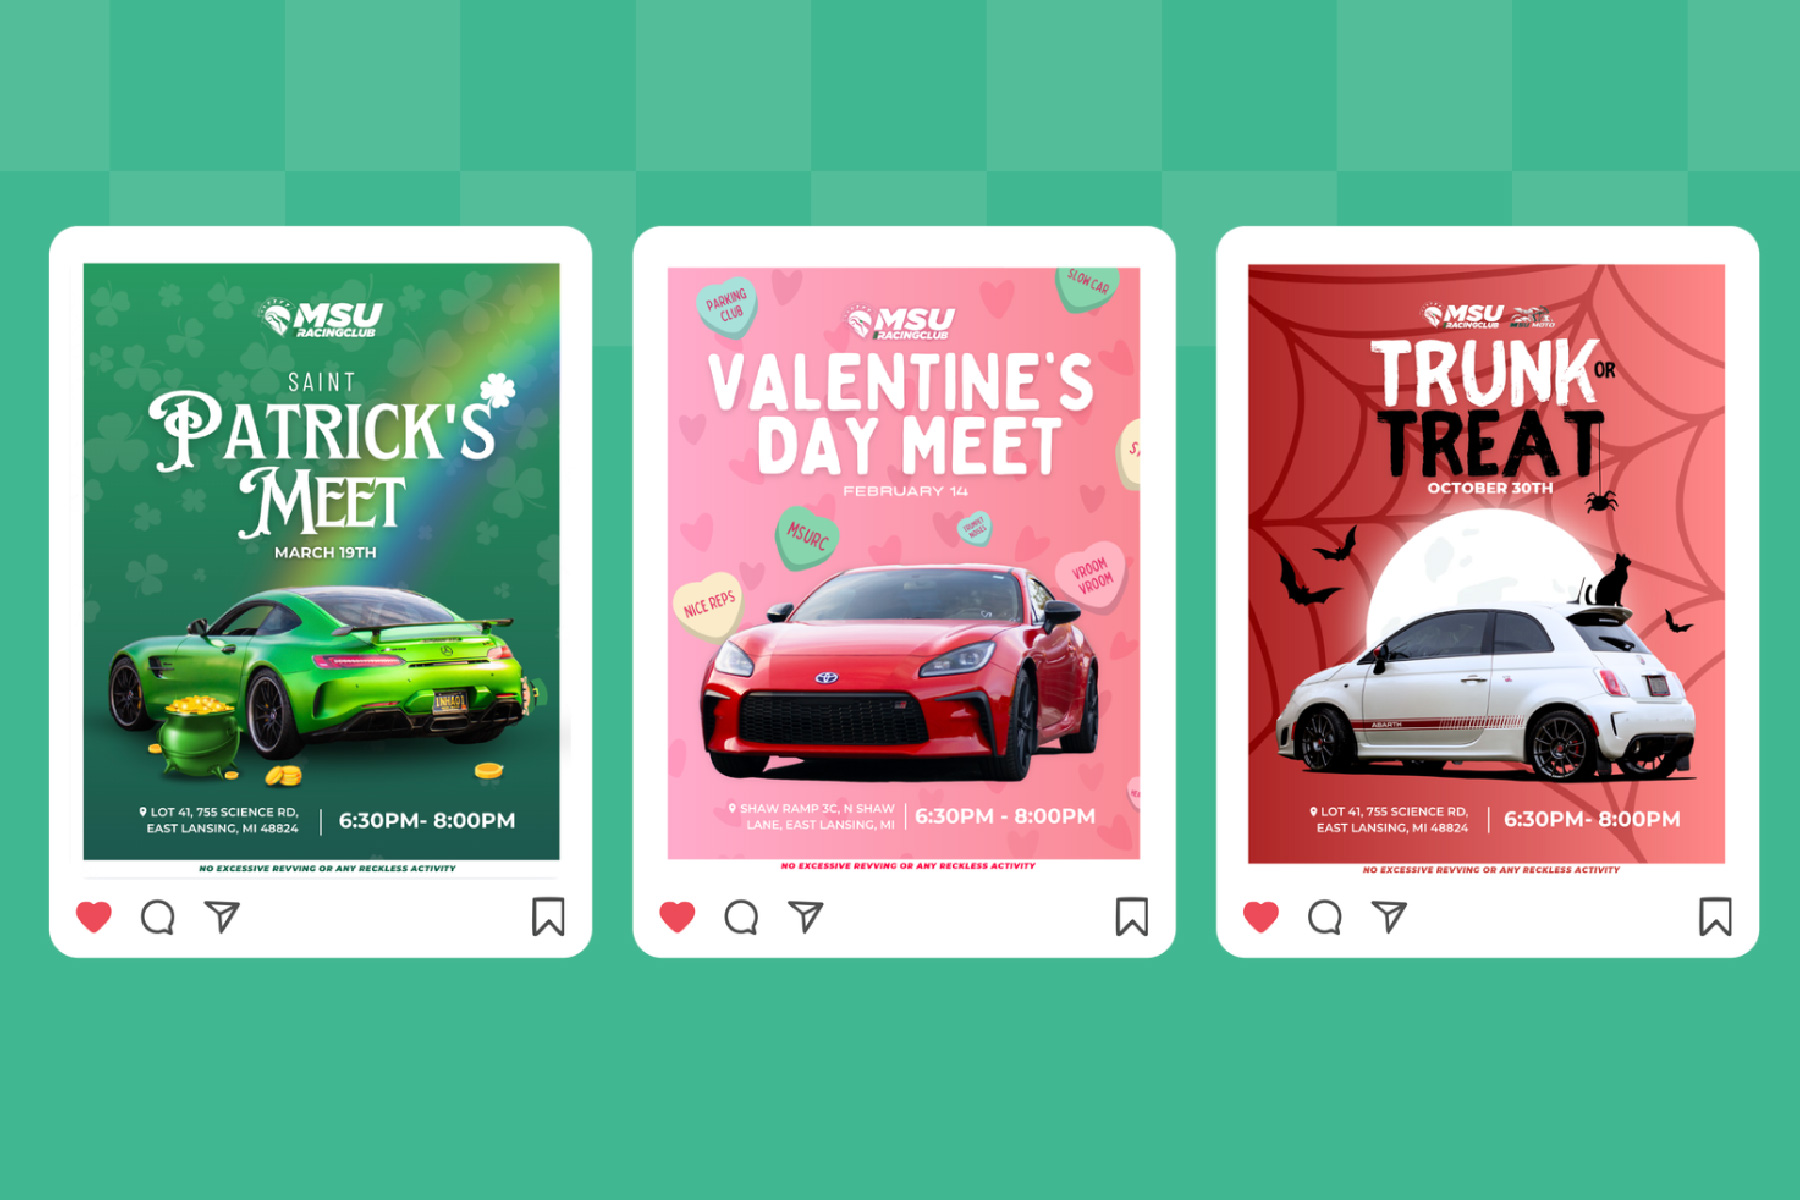 MSU
RACINGCLUB
SAINT
PATRICK'S
MEET
MARCH 19TH
LOT 41, 755 SCIENCE RD,
EAST LANSING, MI 48824
6:30PM- 8:00PM
NO EXCESSIVE REVVING OR ANY RECKLESS ACTIVITY
PARKING
CLUB
SLOW CAR
MSU
RACINGCLUB
VALENTINE'S
DAY MEET
FEBRUARY 14
MSURC
VROOM
VROOM
NICE REPS
SHAW RAMP 3C, N SHAW
LANE, EAST LANSING, MI
6:30PM - 8:00PM
NO EXCESSIVE REVVING OR ANY RECKLESS ACTIVITY
MSU
RACINGCLUB
MSU MOTO
TRUNK
OR
TREAT
OCTOBER 30TH
ABARTH
LOT 41, 755 SCIENCE RD,
EAST LANSING, MI 48824
6:30PM- 8:00PM
NO EXCESSIVE REVVING OR ANY RECKLESS ACTIVITY